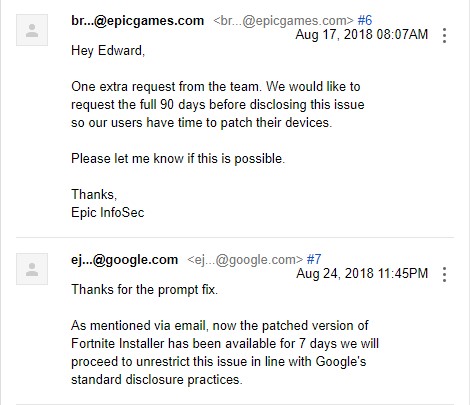 br...@epicgames.com <br...@epicgames.com> #6
Aug 17, 2018 08:07AM
Hey Edward,
One extra request from the team. We would like to
request the full 90 days before disclosing this issue
so our users have time to patch their devices.
Please let me know if this is possible.
Thanks,
Epic InfoSec
ej...@google.com <ej...@google.com> #7
Aug 24, 2018 11:45PM
Thanks for the prompt fix.
As mentioned via email, now the patched version of
Fortnite Installer has been available for 7 days we will
proceed to unrestrict this issue in line with Google's
standard disclosure practices.